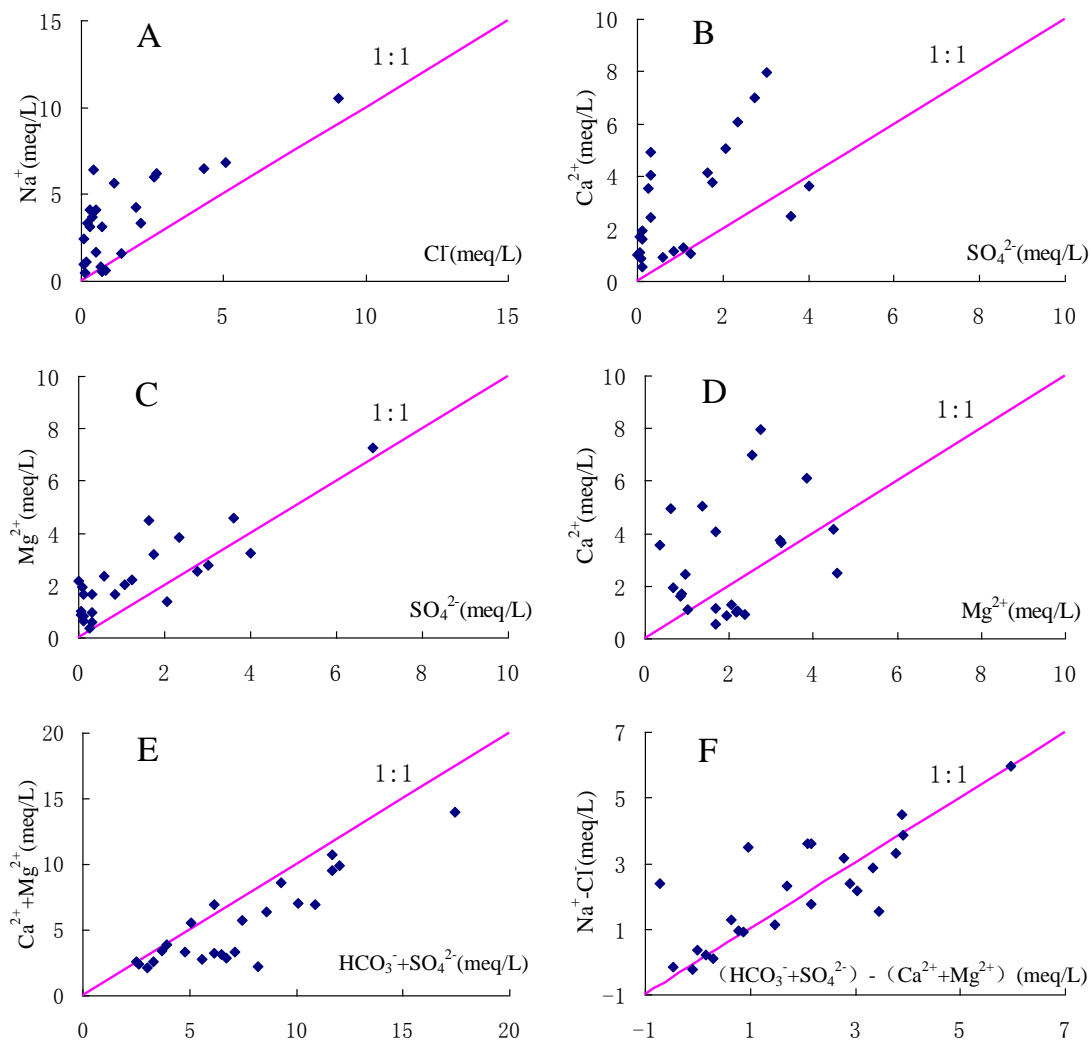 A
1:1
Na⁺(meq/L)
Cl⁻(meq/L)
15
10
5
0
0 5 10 15
B
1:1
Ca²⁺(meq/L)
SO₄²⁻(meq/L)
10
8
6
4
2
0
0 2 4 6 8 10
C
1:1
Mg²⁺(meq/L)
SO₄²⁻(meq/L)
10
8
6
4
2
0
0 2 4 6 8 10
D
1:1
Ca²⁺(meq/L)
Mg²⁺(meq/L)
10
8
6
4
2
0
0 2 4 6 8 10
E
1:1
Ca²⁺+Mg²⁺(meq/L)
HCO₃⁻+SO₄²⁻(meq/L)
20
15
10
5
0
0 5 10 15 20
F
1:1
Na⁺-Cl⁻(meq/L)
(HCO₃⁻+SO₄²⁻)-(Ca²⁺+Mg²⁺)(meq/L)
7
5
3
1
-1
-1 1 3 5 7